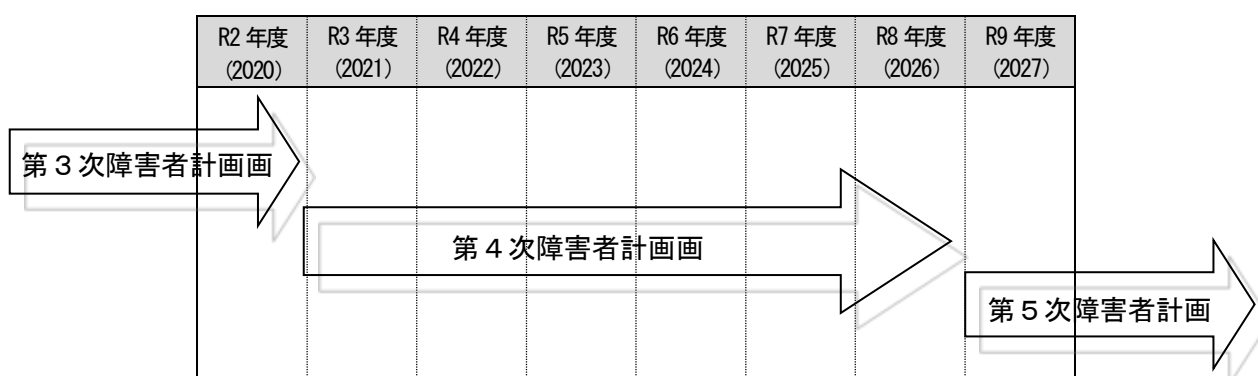 R2 年度 R3 年度 R4 年度 R5 年度 R6 年度 R7 年度 R8 年度 R9 年度
(2020) (2021) (2022) (2023) (2024) (2025) (2026) (2027)
第３次障害者計画画
第４次障害者計画画
第５次障害者計画